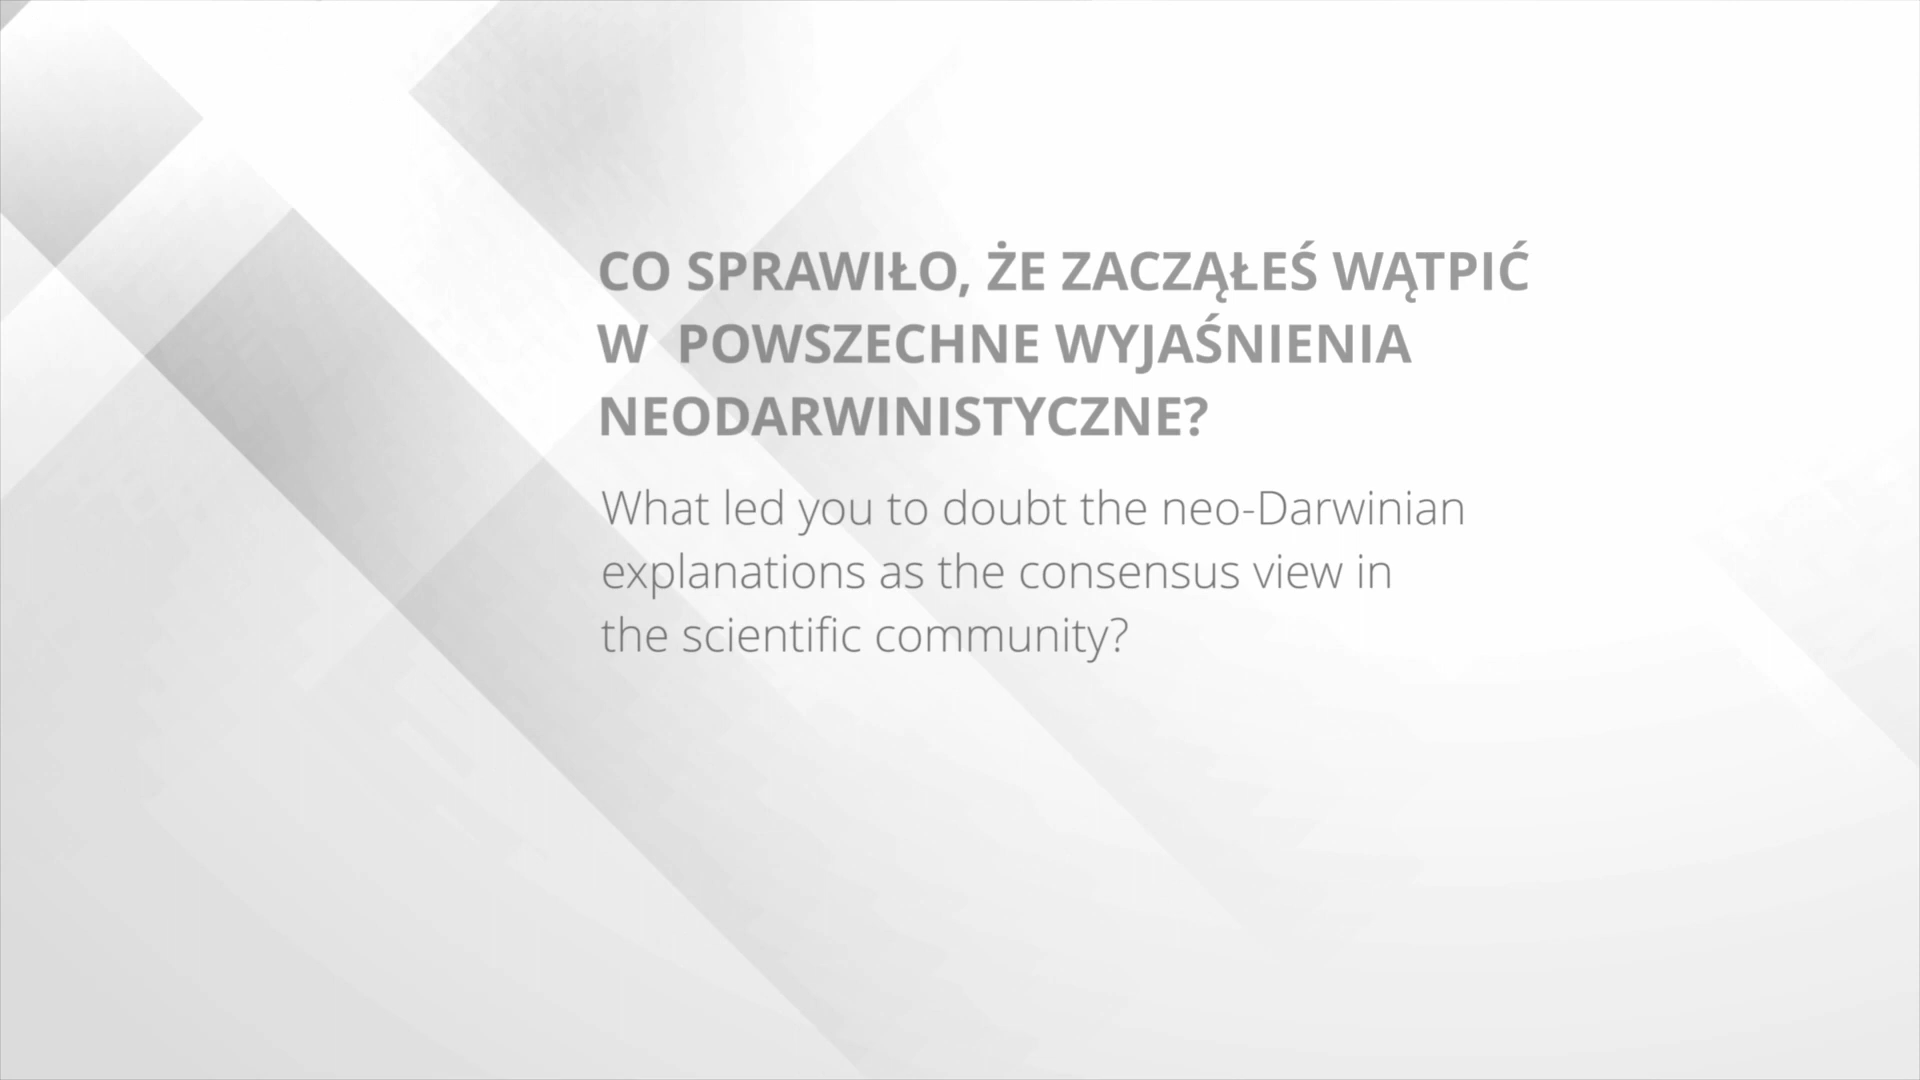 CO SPRAWIŁO, ŻE ZACZĄŁEŚ WĄTPIĆ
W POWSZECHNE WYJAŚNIENIA
NEODARWINISTYCZNE?
What led you to doubt the neo-Darwinian
explanations as the consensus view in
the scientific community?